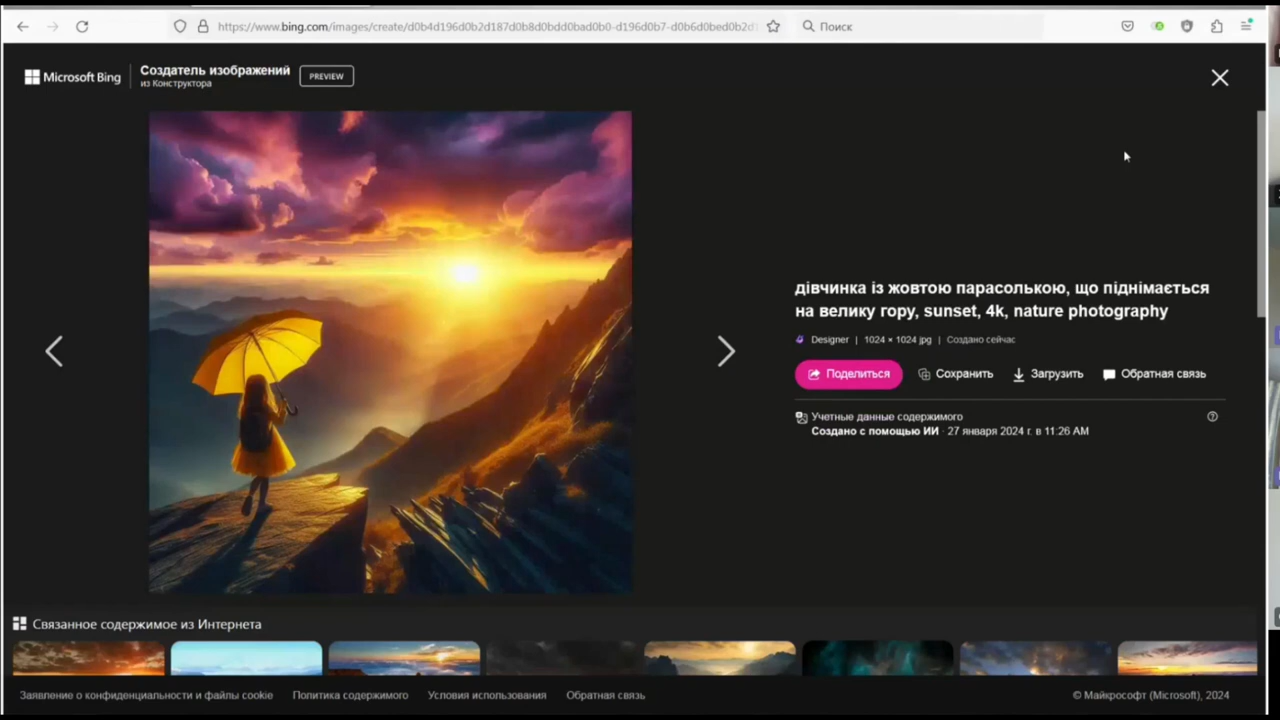 https://www.bing.com/images/create/d0b4d196d0b2d187d0b8d0bdd0bad0b0-d196d0b7-d0b6d0bed0b2d1
Поиск
Microsoft Bing
Создатель изображений
из Конструктора
PREVIEW
дівчинка із жовтою парасолькою, що піднімається
на велику гору, sunset, 4k, nature photography
Designer | 1024 × 1024 jpg | Создано сейчас
Поделиться Сохранить Загрузить Обратная связь
Учетные данные содержимого
Создано с помощью ИИ · 27 января 2024 г. в 11:26 AM
Связанное содержимое из Интернета
Заявление о конфиденциальности и файлы cookie Политика содержимого Условия использования Обратная связь © Майкрософт (Microsoft), 2024